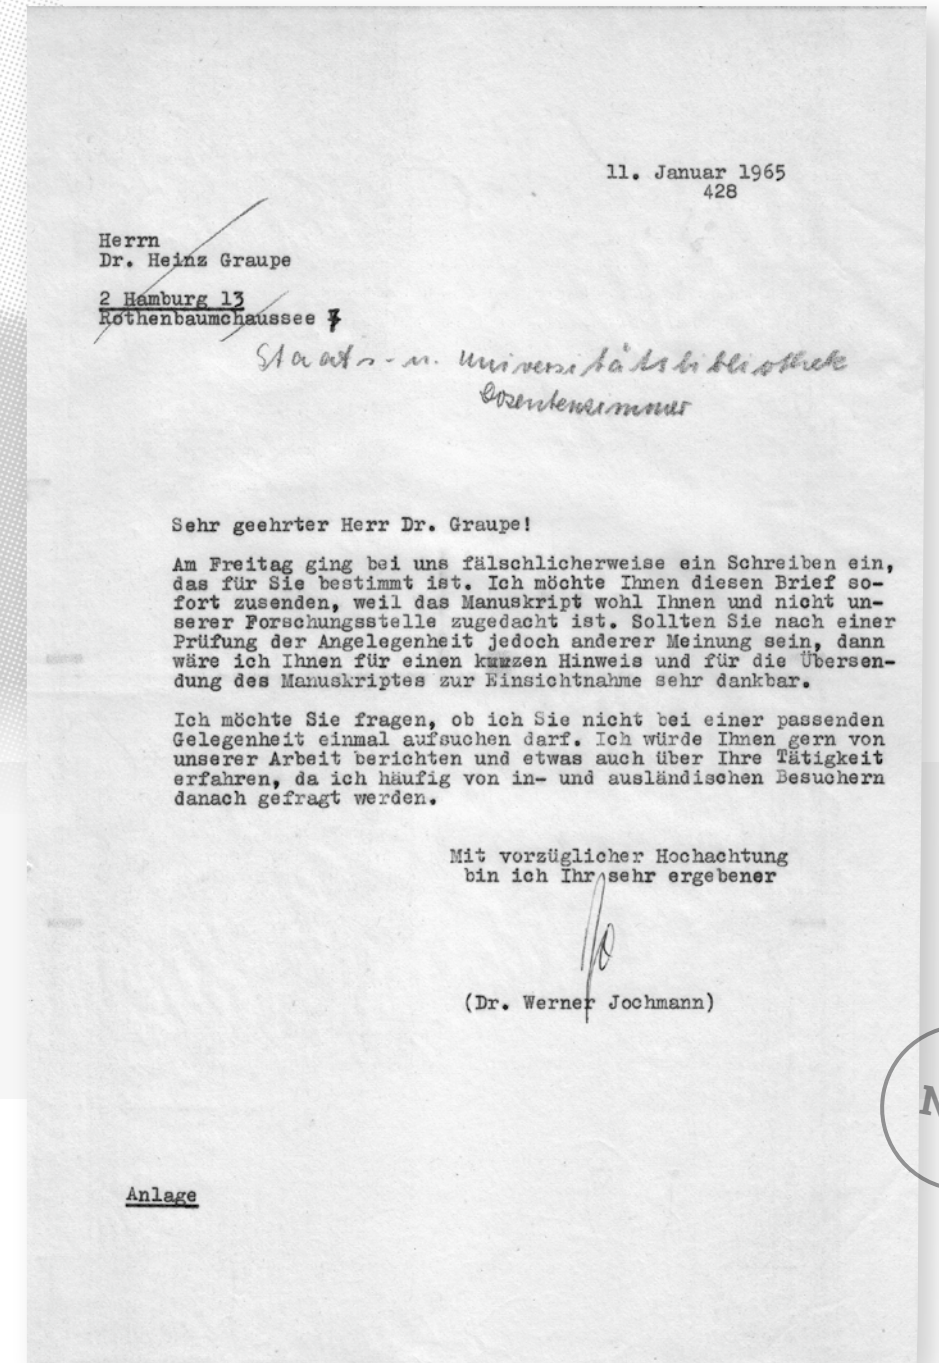 11. Januar 1965
428
Herrn
Dr. Heinz Graupe
2 Hamburg 13
Rothenbaumchaussee 7
Staats- u. Universitätsbibliothek
Dozentenzimmer
Sehr geehrter Herr Dr. Graupe!
Am Freitag ging bei uns fälschlicherweise ein Schreiben ein,
das für Sie bestimmt ist. Ich möchte Ihnen diesen Brief so-
fort zusenden, weil das Manuskript wohl Ihnen und nicht un-
serer Forschungsstelle zugedacht ist. Sollten Sie nach einer
Prüfung der Angelegenheit jedoch anderer Meinung sein, dann
wäre ich Ihnen für einen kurzen Hinweis und für die Übersen-
dung des Manuskriptes zur Einsichtnahme sehr dankbar.
Ich möchte Sie fragen, ob ich Sie nicht bei einer passenden
Gelegenheit einmal aufsuchen darf. Ich würde Ihnen gern von
unserer Arbeit berichten und etwas auch über Ihre Tätigkeit
erfahren, da ich häufig von in- und ausländischen Besuchern
danach gefragt werden.
Mit vorzüglicher Hochachtung
bin ich Ihr sehr ergebener
Jo
(Dr. Werner Jochmann)
Anlage